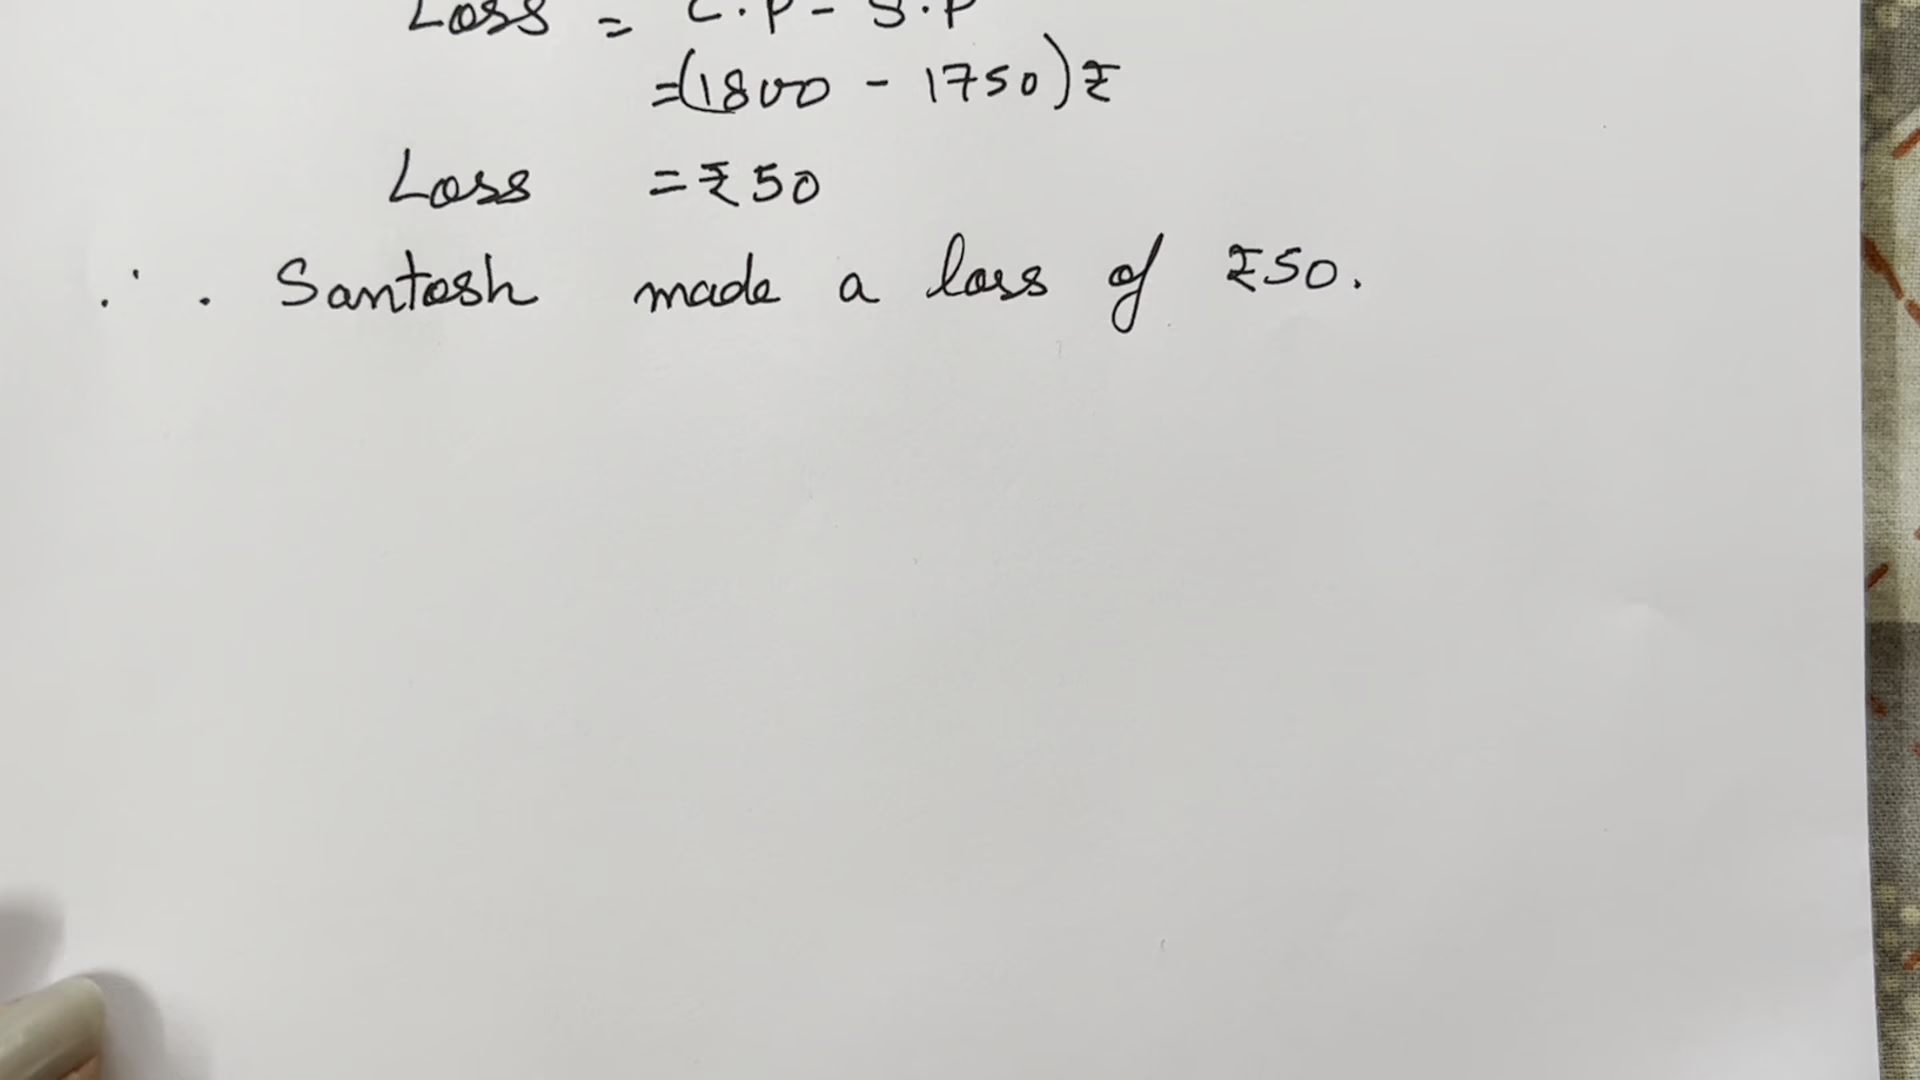 Loss = C.P - S.P
=(1800 - 1750)₹
Loss = ₹50
∴ Santosh made a loss of ₹50.